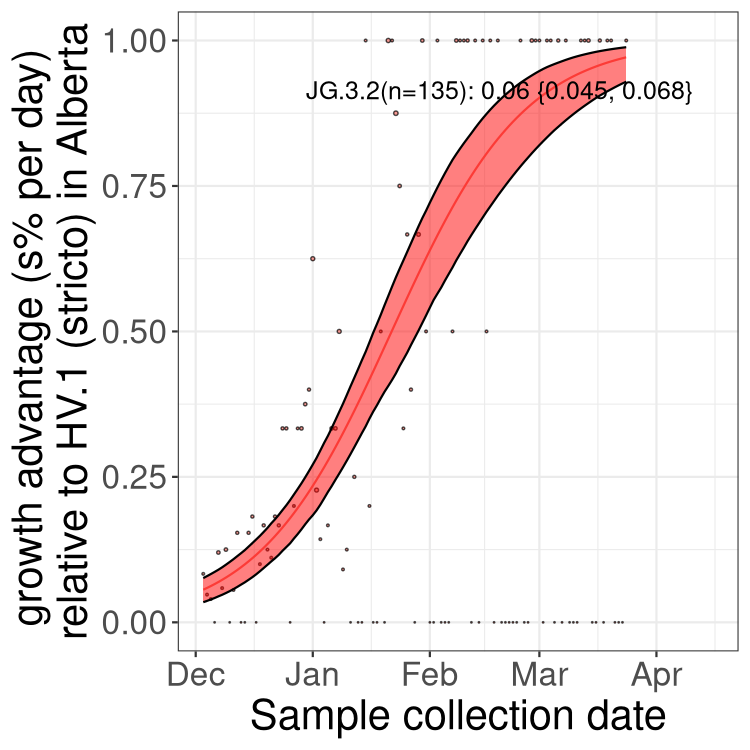 growth advantage (s% per day)
relative to HV.1 (stricto) in Alberta
1.00
0.75
0.50
0.25
0.00
JG.3.2(n=135): 0.06 {0.045, 0.068}
Dec Jan Feb Mar Apr
Sample collection date